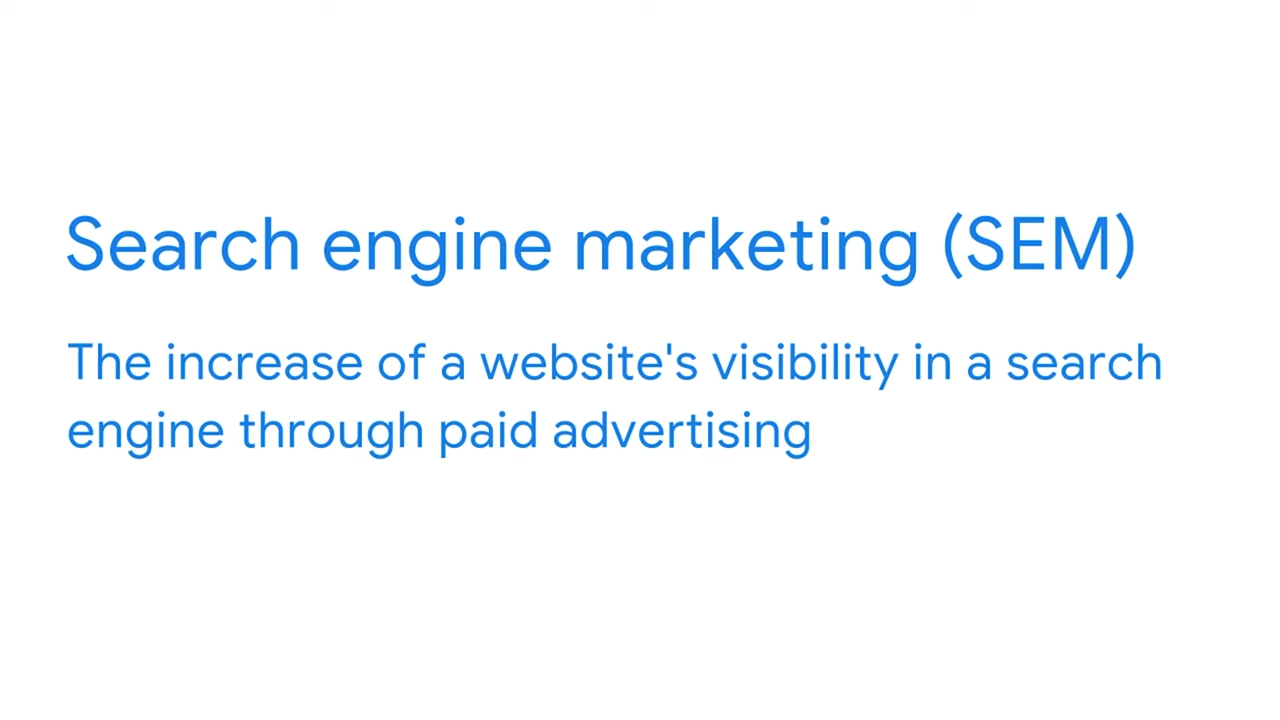 Search engine marketing (SEM)
The increase of a website's visibility in a search
engine through paid advertising